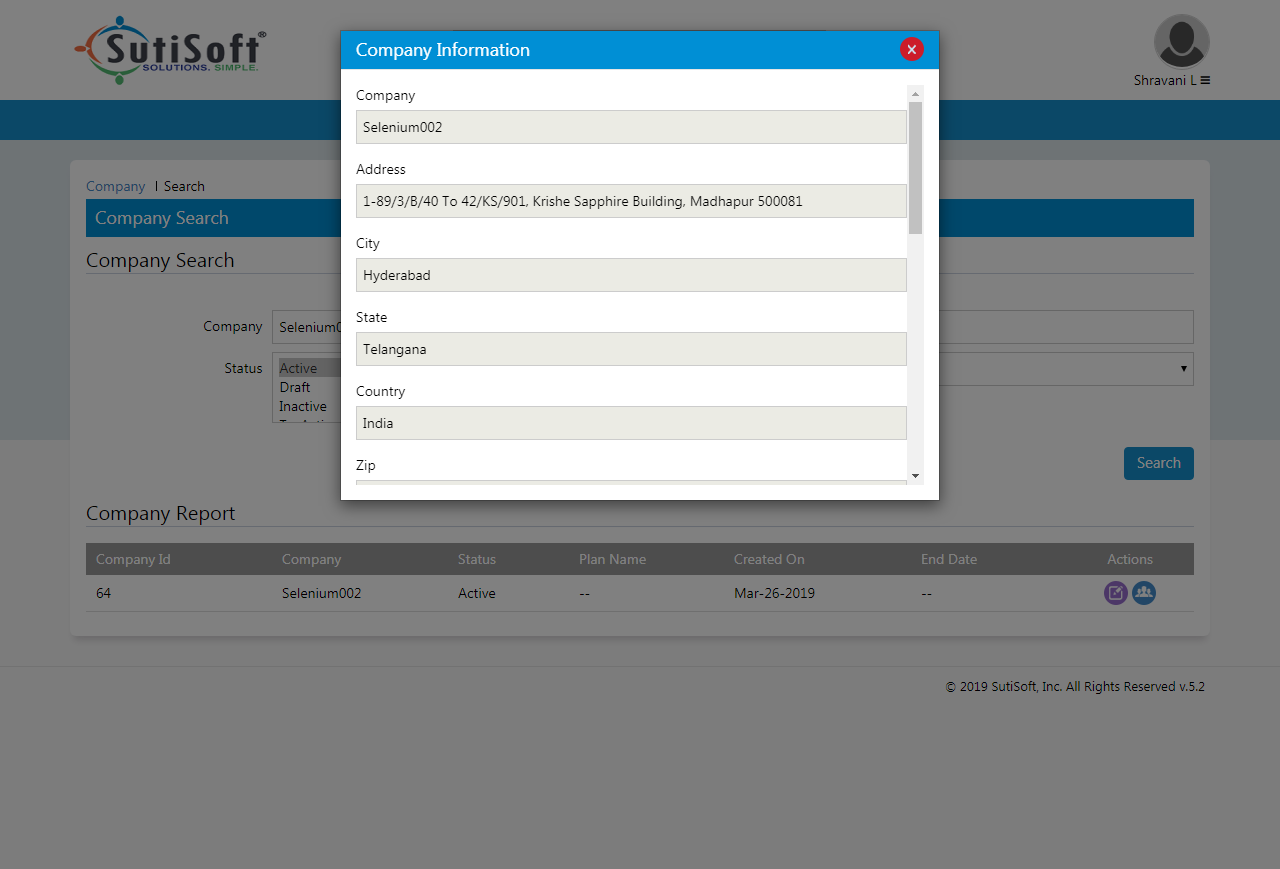 SutiSoft®
SOLUTIONS. SIMPLE.
Shravani L
Company Information
Company
Selenium002
Address
1-89/3/B/40 To 42/KS/901, Krishe Sapphire Building, Madhapur 500081
City
Hyderabad
State
Telangana
Country
India
Zip
Company | Search
Company Search
Company Search
Company
Status
Active
Draft
Inactive
Search
Company Report
Company Id Company Status Plan Name Created On End Date Actions
64 Selenium002 Active -- Mar-26-2019 --
© 2019 SutiSoft, Inc. All Rights Reserved v.5.2